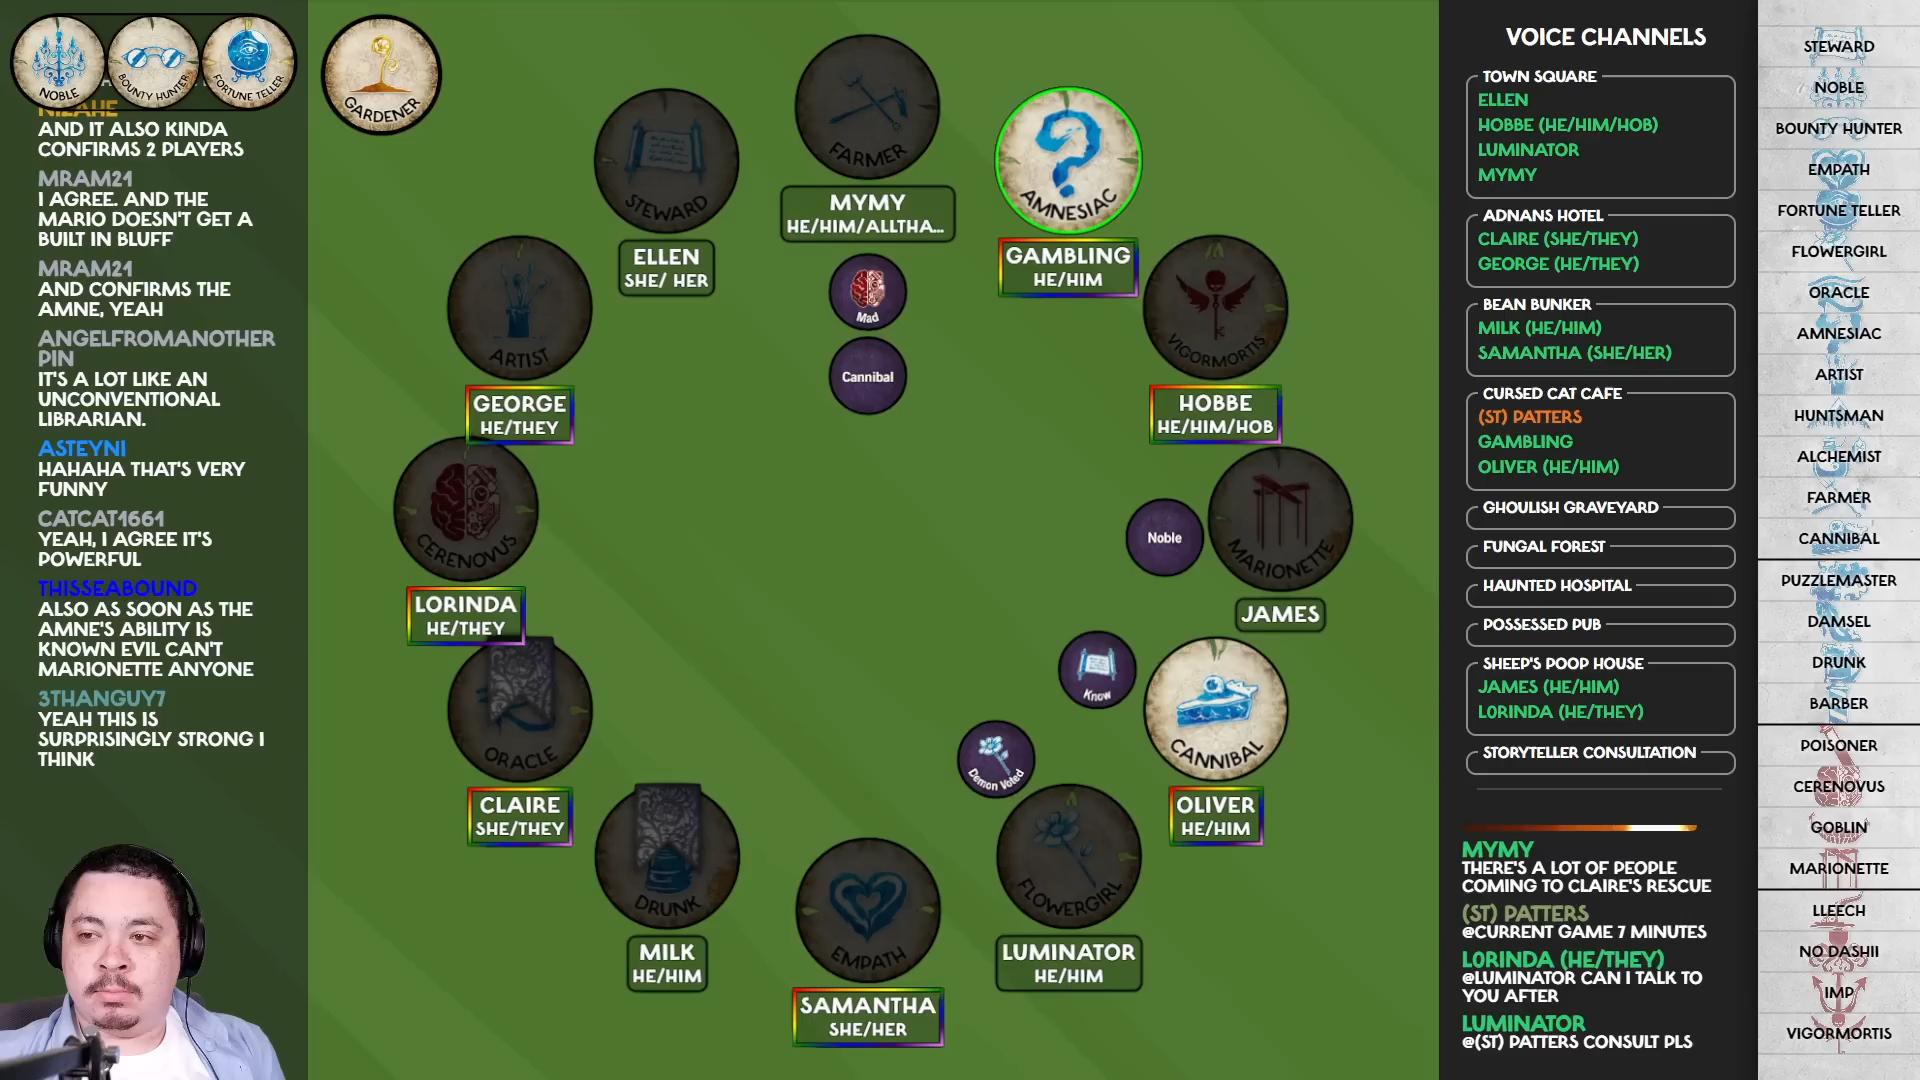 NOBLE
BOUNTY HUNTER
FORTUNE TELLER
GARDENER
NIZAHE
AND IT ALSO KINDA
CONFIRMS 2 PLAYERS
MRAM21
I AGREE. AND THE
MARIO DOESN'T GET A
BUILT IN BLUFF
MRAM21
AND CONFIRMS THE
AMNE, YEAH
ANGELFROMANOTHER
PIN
IT'S A LOT LIKE AN
UNCONVENTIONAL
LIBRARIAN.
ASTEYNI
HAHAHA THAT'S VERY
FUNNY
CATCAT1661
YEAH, I AGREE IT'S
POWERFUL
THISSEABOUND
ALSO AS SOON AS THE
AMNE'S ABILITY IS
KNOWN EVIL CAN'T
MARIONETTE ANYONE
3THANGUY7
YEAH THIS IS
SURPRISINGLY STRONG I
THINK
FARMER
MYMY
HE/HIM/ALLTHA...
Mad
Cannibal
AMNESIAC
GAMBLING
HE/HIM
VIGORMORTIS
HOBBE
HE/HIM/HOB
MARIONETTE
JAMES
Noble
CANNIBAL
OLIVER
HE/HIM
Know
FLOWERGIRL
LUMINATOR
HE/HIM
Demon Voted
EMPATH
SAMANTHA
SHE/HER
DRUNK
MILK
HE/HIM
ORACLE
CLAIRE
SHE/THEY
CERENOVUS
LORINDA
HE/THEY
ARTIST
GEORGE
HE/THEY
STEWARD
ELLEN
SHE/ HER
VOICE CHANNELS
TOWN SQUARE
ELLEN
HOBBE (HE/HIM/HOB)
LUMINATOR
MYMY
ADNANS HOTEL
CLAIRE (SHE/THEY)
GEORGE (HE/THEY)
BEAN BUNKER
MILK (HE/HIM)
SAMANTHA (SHE/HER)
CURSED CAT CAFE
(ST) PATTERS
GAMBLING
OLIVER (HE/HIM)
GHOULISH GRAVEYARD
FUNGAL FOREST
HAUNTED HOSPITAL
POSSESSED PUB
SHEEP'S POOP HOUSE
JAMES (HE/HIM)
LORINDA (HE/THEY)
STORYTELLER CONSULTATION
MYMY
THERE'S A LOT OF PEOPLE
COMING TO CLAIRE'S RESCUE
(ST) PATTERS
@CURRENT GAME 7 MINUTES
LORINDA (HE/THEY)
@LUMINATOR CAN I TALK TO
YOU AFTER
LUMINATOR
@(ST) PATTERS CONSULT PLS
STEWARD
NOBLE
BOUNTY HUNTER
EMPATH
FORTUNE TELLER
FLOWERGIRL
ORACLE
AMNESIAC
ARTIST
HUNTSMAN
ALCHEMIST
FARMER
CANNIBAL
PUZZLEMASTER
DAMSEL
DRUNK
BARBER
POISONER
CERENOVUS
GOBLIN
MARIONETTE
LLEECH
NO DASHII
IMP
VIGORMORTIS